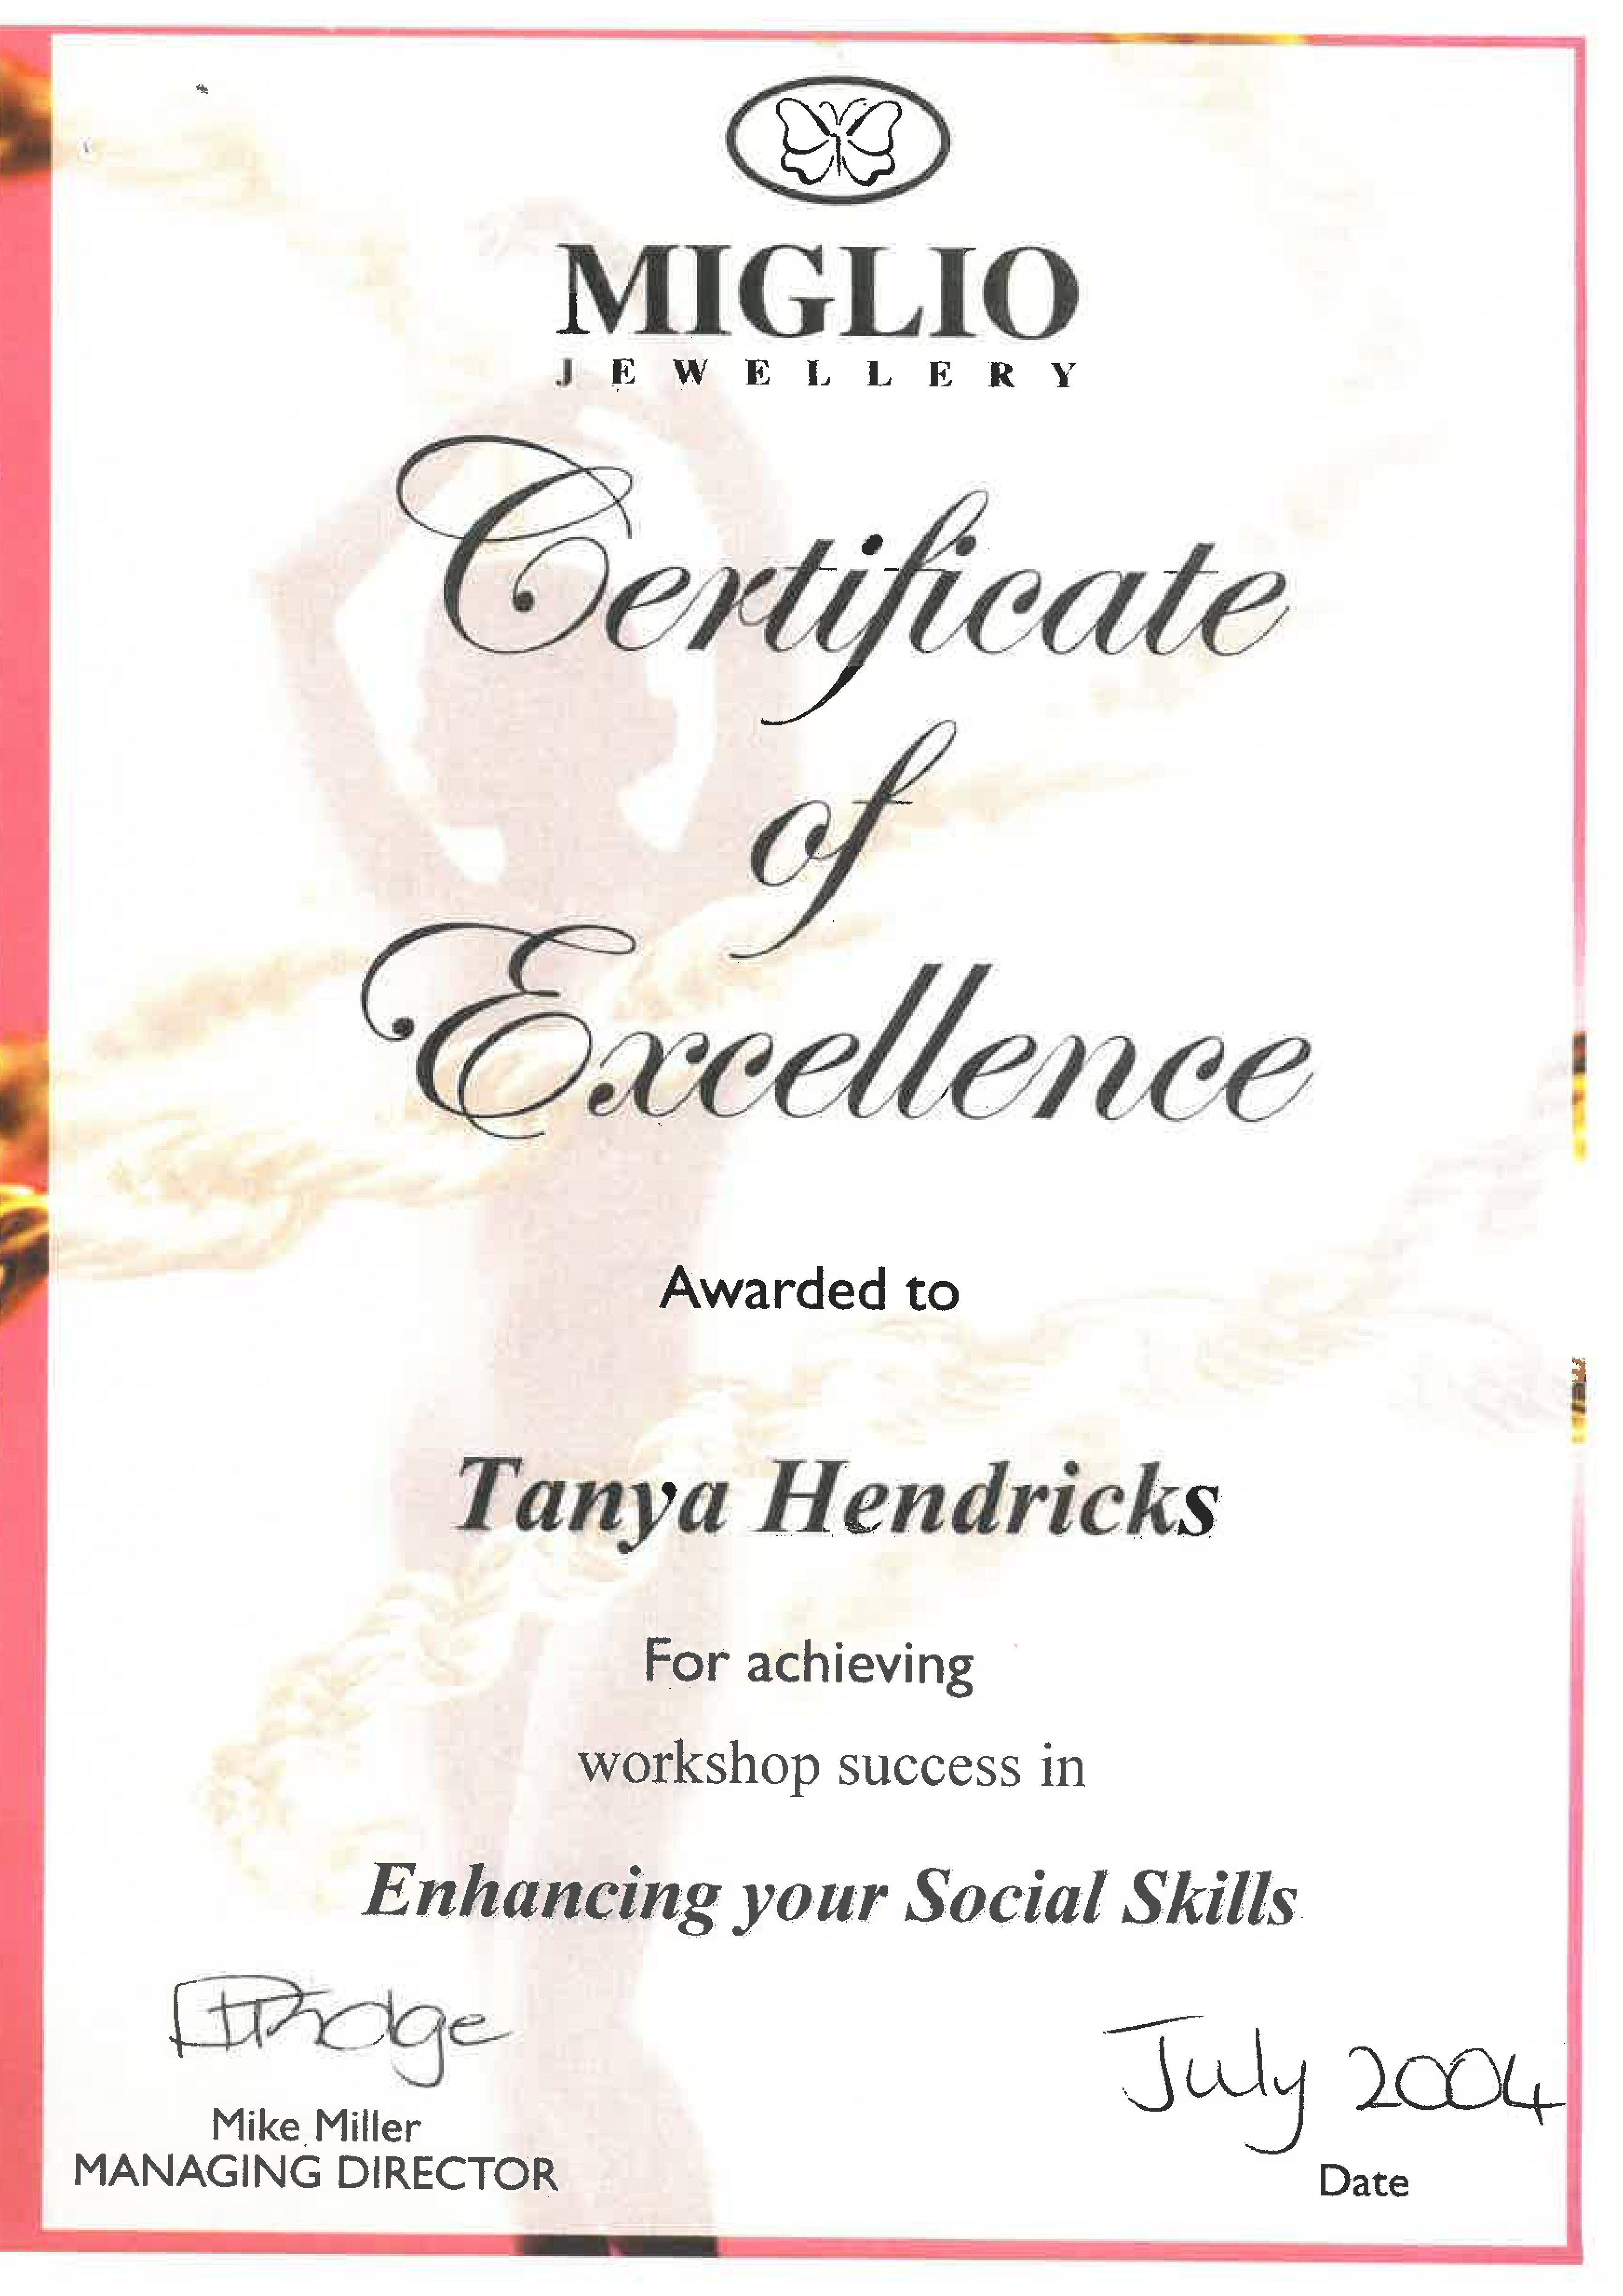 MIGLIO
JEWELLERY
Certificate
of
Excellence
Awarded to
Tanya Hendricks
For achieving
workshop success in
Enhancing your Social Skills
July 2004
Mike Miller
MANAGING DIRECTOR
Date